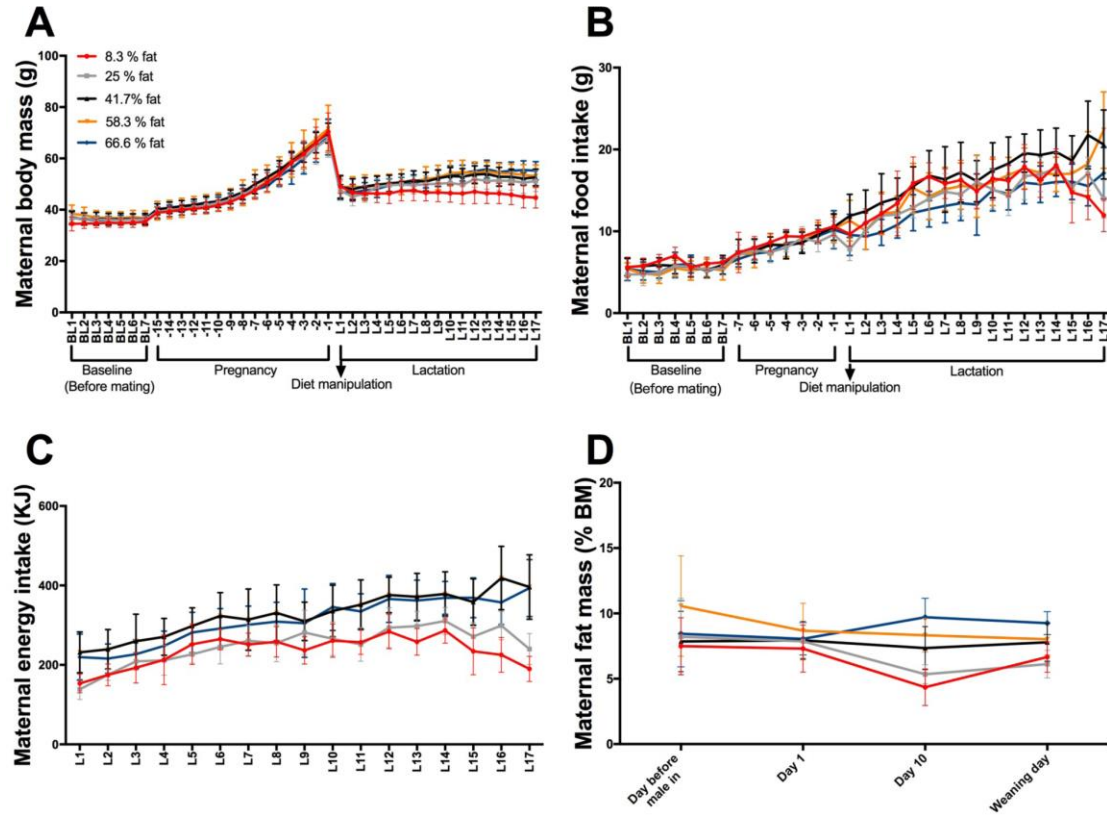 A
Maternal body mass (g)
100
80
60
40
20
0
8.3 % fat
25 % fat
41.7% fat
58.3 % fat
66.6 % fat
BL1 BL2 BL3 BL4 BL5 BL6 BL7 -15 -14 -13 -12 -11 -10 -9 -8 -7 -6 -5 -4 -3 -2 -1 L1 L2 L3 L4 L5 L6 L7 L8 L9 L10 L11 L12 L13 L14 L15 L16 L17
Baseline
(Before mating)
Pregnancy
Diet manipulation
Lactation
B
Maternal food intake (g)
30
20
10
0
BL1 BL2 BL3 BL4 BL5 BL6 BL7 -7 -6 -5 -4 -3 -2 -1 L1 L2 L3 L4 L5 L6 L7 L8 L9 L10 L11 L12 L13 L14 L15 L16 L17
Baseline
(Before mating)
Pregnancy
Diet manipulation
Lactation
C
Maternal energy intake (KJ)
600
400
200
0
L1 L2 L3 L4 L5 L6 L7 L8 L9 L10 L11 L12 L13 L14 L15 L16 L17
D
Maternal fat mass (% BM)
20
15
10
5
0
Day before
male in
Day 1
Day 10
Weaning day